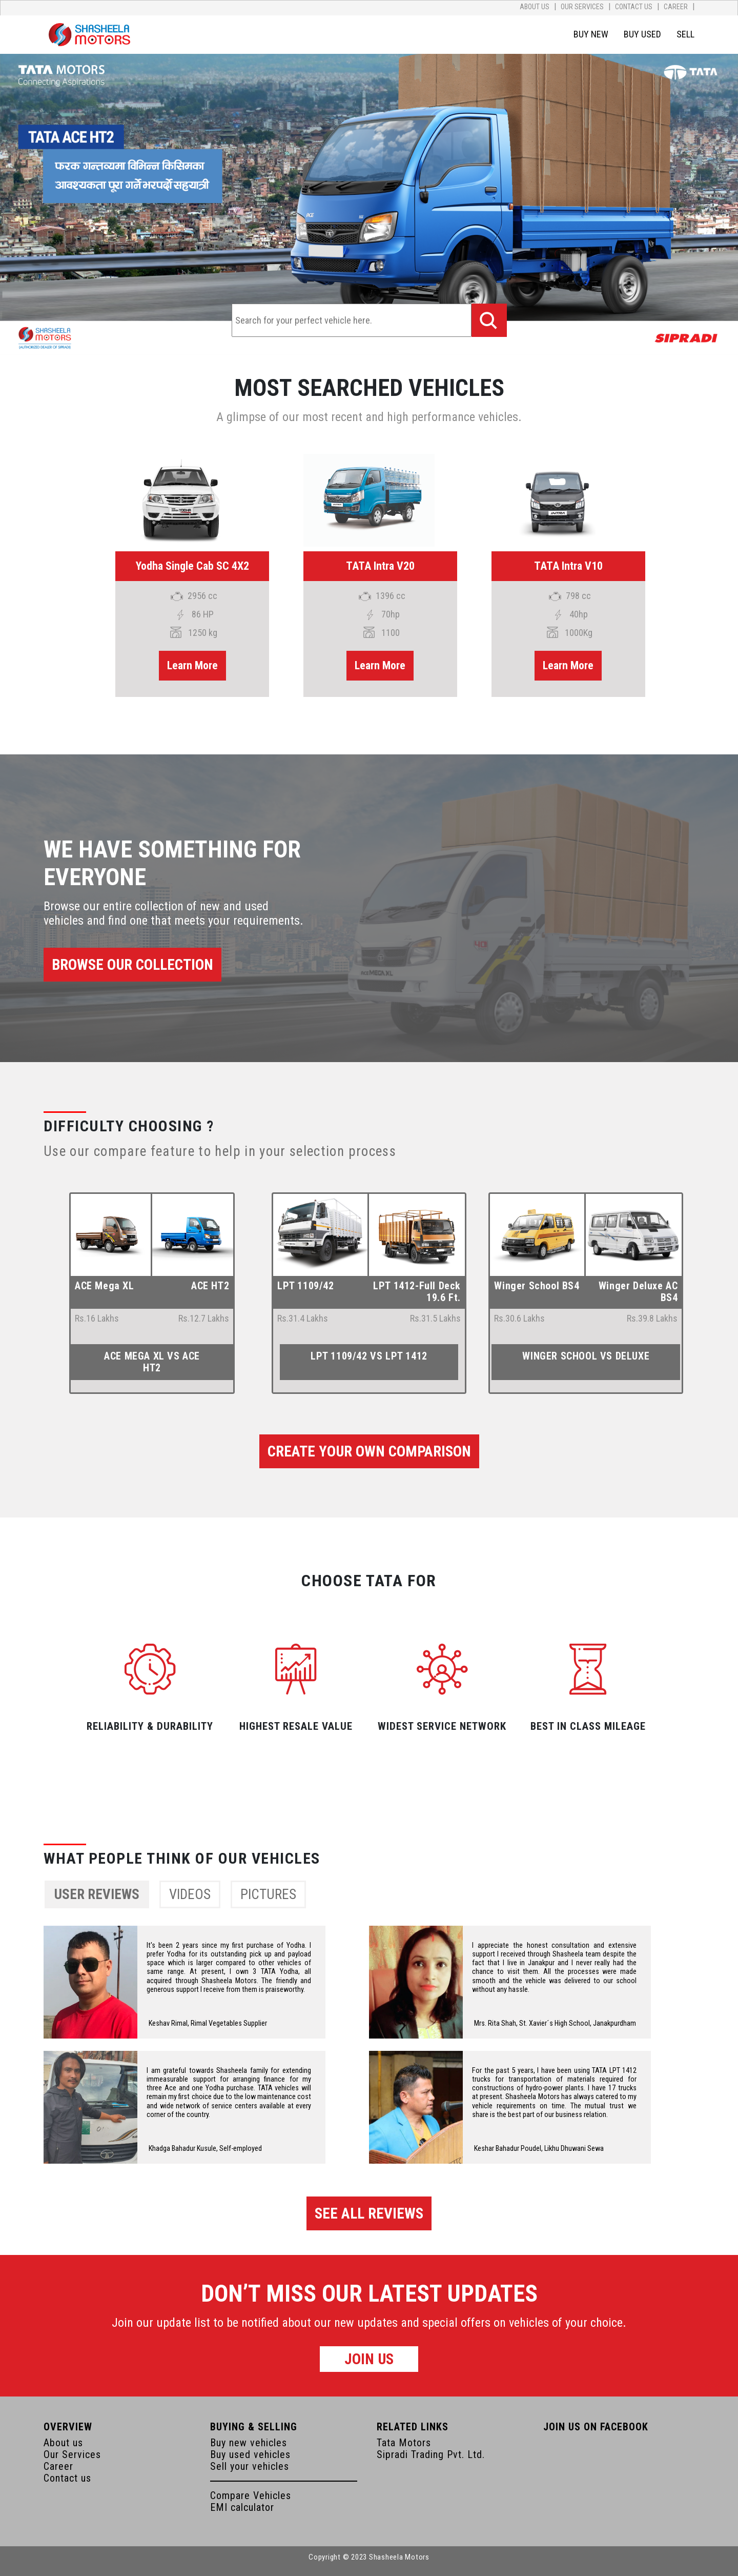 ABOUT US | OUR SERVICES | CONTACT US | CAREER |
SHASHEELA
MOTORS
BUY NEW BUY USED SELL
TATA MOTORS
Connecting Aspirations
TATA
TATA ACE HT2
फरक गन्तव्यमा विभिन्न किसिमका
आवश्यकता पूरा गर्ने भरपर्दो सहयात्री
Search for your perfect vehicle here.
SHASHEELA
MOTORS
SIPRADI
MOST SEARCHED VEHICLES
A glimpse of our most recent and high performance vehicles.
Yodha Single Cab SC 4X2
2956 cc
86 HP
1250 kg
Learn More
TATA Intra V20
1396 cc
70hp
1100
Learn More
TATA Intra V10
798 cc
40hp
1000Kg
Learn More
WE HAVE SOMETHING FOR
EVERYONE
Browse our entire collection of new and used
vehicles and find one that meets your requirements.
BROWSE OUR COLLECTION
DIFFICULTY CHOOSING ?
Use our compare feature to help in your selection process
ACE Mega XL
ACE HT2
Rs.16 Lakhs
Rs.12.7 Lakhs
ACE MEGA XL VS ACE
HT2
LPT 1109/42
LPT 1412-Full Deck
19.6 Ft.
Rs.31.4 Lakhs
Rs.31.5 Lakhs
LPT 1109/42 VS LPT 1412
Winger School BS4
Winger Deluxe AC
BS4
Rs.30.6 Lakhs
Rs.39.8 Lakhs
WINGER SCHOOL VS DELUXE
CREATE YOUR OWN COMPARISON
CHOOSE TATA FOR
RELIABILITY & DURABILITY
HIGHEST RESALE VALUE
WIDEST SERVICE NETWORK
BEST IN CLASS MILEAGE
WHAT PEOPLE THINK OF OUR VEHICLES
USER REVIEWS
VIDEOS
PICTURES
It's been 2 years since my first purchase of Yodha. I
prefer Yodha for its outstanding pick up and payload
space which is larger compared to other vehicles of
same range. At present, I own 3 TATA Yodha, all
acquired through Shasheela Motors. The friendly and
generous support I receive from them is praiseworthy.
Keshav Rimal, Rimal Vegetables Supplier
I appreciate the honest consultation and extensive
support I received through Shasheela team despite the
fact that I live in Janakpur and I never really had the
chance to visit them. All the processes were made
smooth and the vehicle was delivered to our school
without any hassle.
Mrs. Rita Shah, St. Xavier`s High School, Janakpurdham
I am grateful towards Shasheela family for extending
immeasurable support for arranging finance for my
three Ace and one Yodha purchase. TATA vehicles will
remain my first choice due to the low maintenance cost
and wide network of service centers available at every
corner of the country.
Khadga Bahadur Kusule, Self-employed
For the past 5 years, I have been using TATA LPT 1412
trucks for transportation of materials required for
constructions of hydro-power plants. I have 17 trucks
at present. Shasheela Motors has always catered to my
vehicle requirements on time. The mutual trust we
share is the best part of our business relation.
Keshar Bahadur Poudel, Likhu Dhuwani Sewa
SEE ALL REVIEWS
DON’T MISS OUR LATEST UPDATES
Join our update list to be notified about our new updates and special offers on vehicles of your choice.
JOIN US
OVERVIEW
About us
Our Services
Career
Contact us
BUYING & SELLING
Buy new vehicles
Buy used vehicles
Sell your vehicles
Compare Vehicles
EMI calculator
RELATED LINKS
Tata Motors
Sipradi Trading Pvt. Ltd.
JOIN US ON FACEBOOK
Copyright © 2023 Shasheela Motors